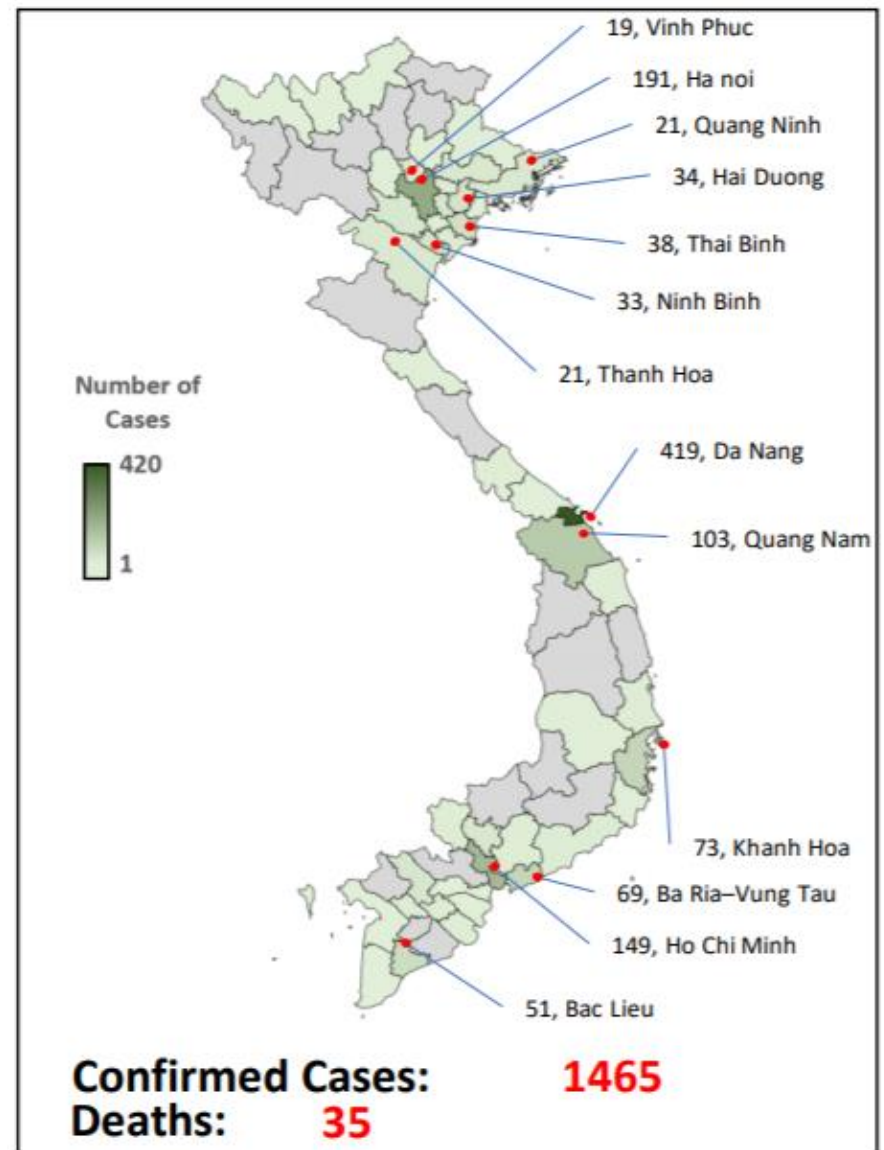 19, Vinh Phuc
191, Ha noi
21, Quang Ninh
34, Hai Duong
38, Thai Binh
33, Ninh Binh
21, Thanh Hoa
Number of
Cases
420
1
419, Da Nang
103, Quang Nam
73, Khanh Hoa
69, Ba Ria–Vung Tau
149, Ho Chi Minh
51, Bac Lieu
Confirmed Cases: 1465
Deaths: 35